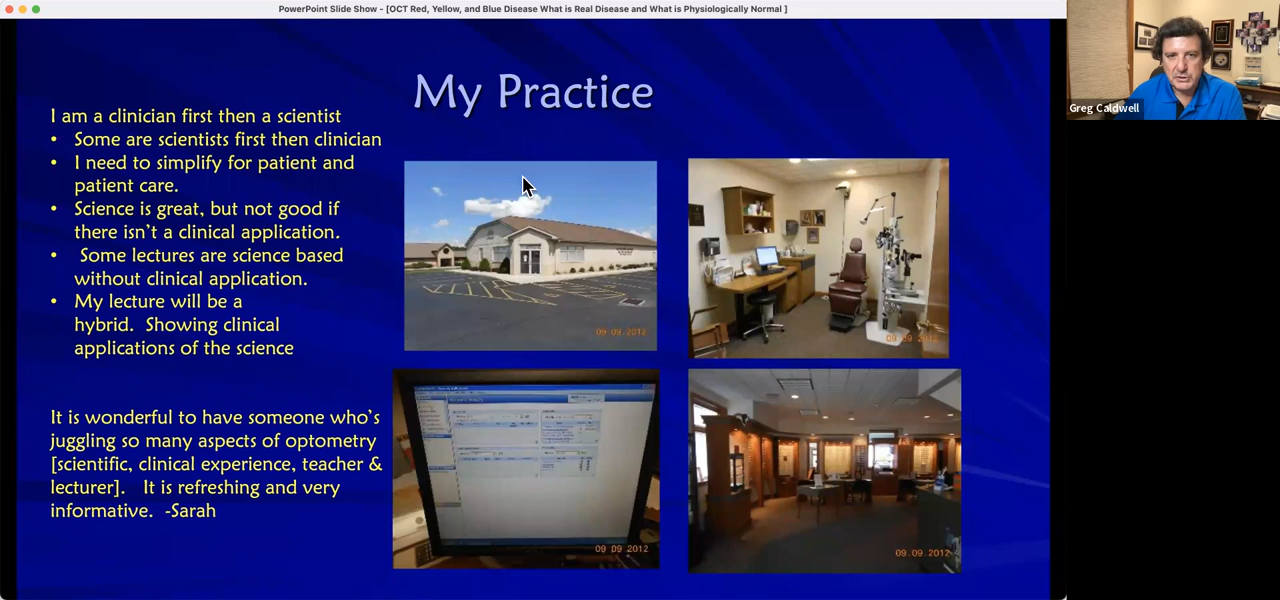 PowerPoint Slide Show - [OCT Red, Yellow, and Blue Disease What is Real Disease and What is Physiologically Normal ]
My Practice
I am a clinician first then a scientist
• Some are scientists first then clinician
• I need to simplify for patient and
patient care.
• Science is great, but not good if
there isn't a clinical application.
• Some lectures are science based
without clinical application.
• My lecture will be a
hybrid. Showing clinical
applications of the science
It is wonderful to have someone who's
juggling so many aspects of optometry
[scientific, clinical experience, teacher &
lecturer]. It is refreshing and very
informative. -Sarah
09 09 2012
09 09 2012
09 09 2012
09.09.2012
Greg Caldwell